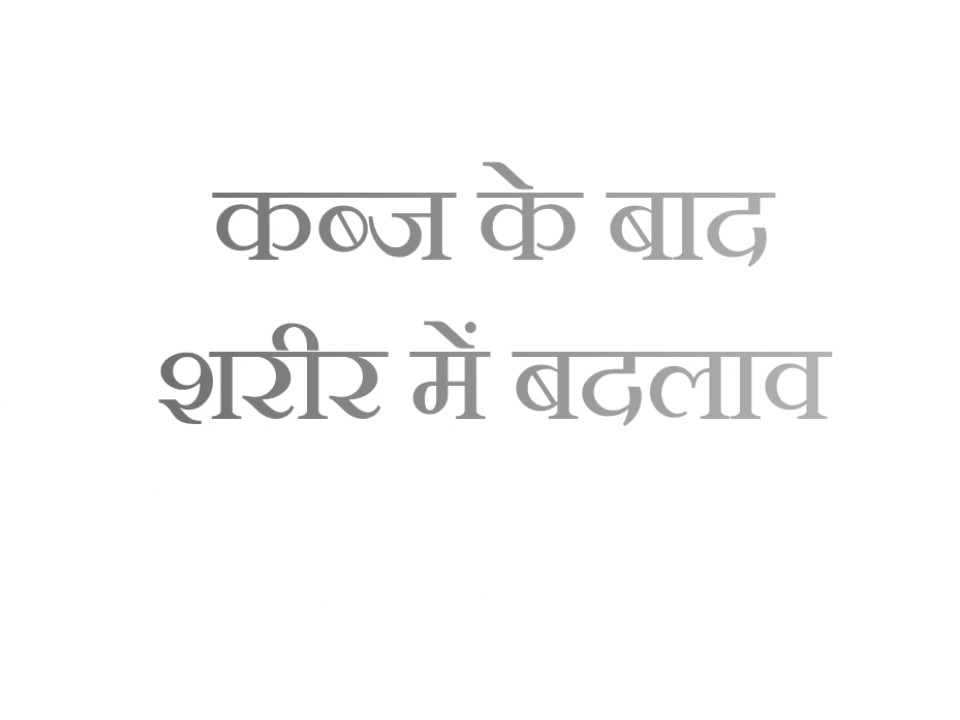 कब्ज के बाद
शरीर में बदलाव